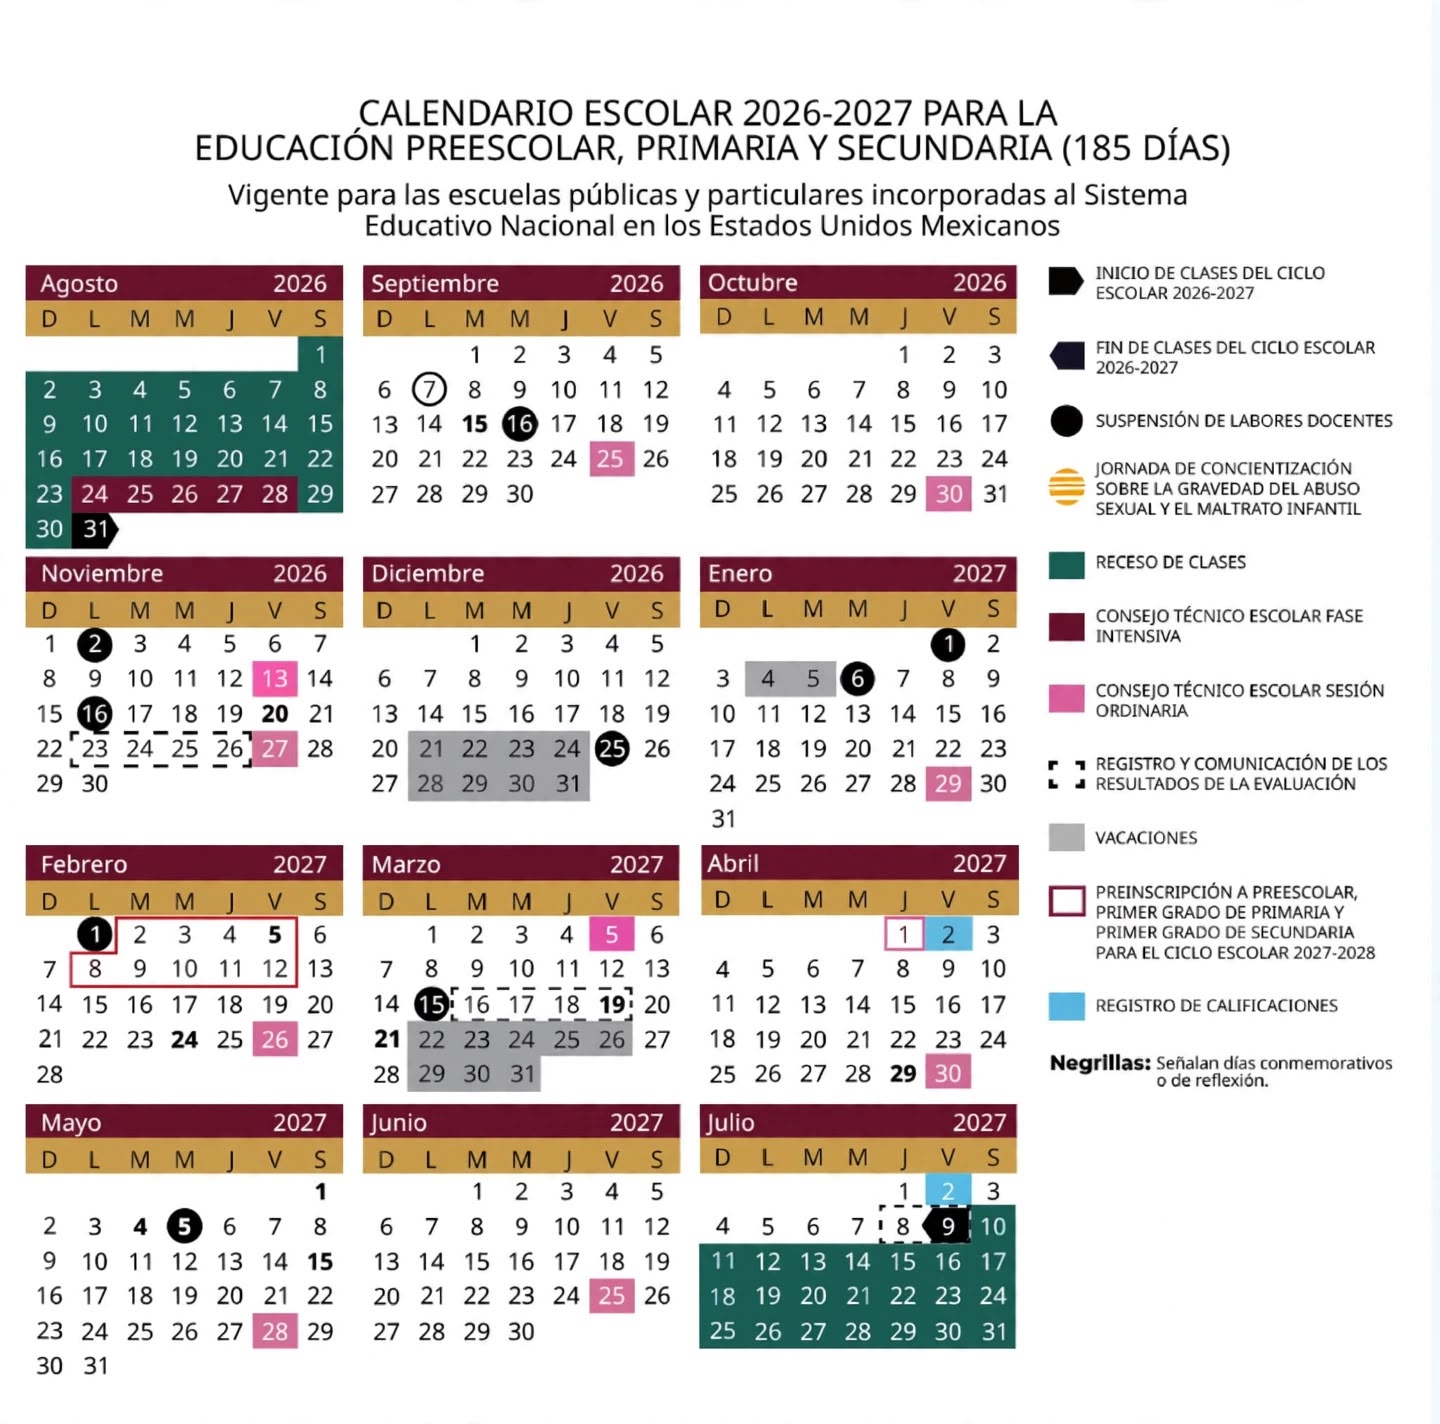 CALENDARIO ESCOLAR 2026-2027 PARA LA
EDUCACIÓN PREESCOLAR, PRIMARIA Y SECUNDARIA (185 DÍAS)
Vigente para las escuelas públicas y particulares incorporadas al Sistema
Educativo Nacional en los Estados Unidos Mexicanos
Agosto 2026
D L M M J V S
1
2 3 4 5 6 7 8
9 10 11 12 13 14 15
16 17 18 19 20 21 22
23 24 25 26 27 28 29
30 31
Septiembre 2026
D L M M J V S
1 2 3 4 5
6 7 8 9 10 11 12
13 14 15 16 17 18 19
20 21 22 23 24 25 26
27 28 29 30
Octubre 2026
D L M M J V S
1 2 3
4 5 6 7 8 9 10
11 12 13 14 15 16 17
18 19 20 21 22 23 24
25 26 27 28 29 30 31
Noviembre 2026
D L M M J V S
1 2 3 4 5 6 7
8 9 10 11 12 13 14
15 16 17 18 19 20 21
22 23 24 25 26 27 28
29 30
Diciembre 2026
D L M M J V S
1 2 3 4 5
6 7 8 9 10 11 12
13 14 15 16 17 18 19
20 21 22 23 24 25 26
27 28 29 30 31
Enero 2027
D L M M J V S
1 2
3 4 5 6 7 8 9
10 11 12 13 14 15 16
17 18 19 20 21 22 23
24 25 26 27 28 29 30
31
Febrero 2027
D L M M J V S
1 2 3 4 5 6
7 8 9 10 11 12 13
14 15 16 17 18 19 20
21 22 23 24 25 26 27
28
Marzo 2027
D L M M J V S
1 2 3 4 5 6
7 8 9 10 11 12 13
14 15 16 17 18 19 20
21 22 23 24 25 26 27
28 29 30 31
Abril 2027
D L M M J V S
1 2 3
4 5 6 7 8 9 10
11 12 13 14 15 16 17
18 19 20 21 22 23 24
25 26 27 28 29 30
Mayo 2027
D L M M J V S
1
2 3 4 5 6 7 8
9 10 11 12 13 14 15
16 17 18 19 20 21 22
23 24 25 26 27 28 29
30 31
Junio 2027
D L M M J V S
1 2 3 4 5
6 7 8 9 10 11 12
13 14 15 16 17 18 19
20 21 22 23 24 25 26
27 28 29 30
Julio 2027
D L M M J V S
1 2 3
4 5 6 7 8 9 10
11 12 13 14 15 16 17
18 19 20 21 22 23 24
25 26 27 28 29 30 31
INICIO DE CLASES DEL CICLO
ESCOLAR 2026-2027
FIN DE CLASES DEL CICLO ESCOLAR
2026-2027
SUSPENSIÓN DE LABORES DOCENTES
JORNADA DE CONCIENTIZACIÓN
SOBRE LA GRAVEDAD DEL ABUSO
SEXUAL Y EL MALTRATO INFANTIL
RECESO DE CLASES
CONSEJO TÉCNICO ESCOLAR FASE
INTENSIVA
CONSEJO TÉCNICO ESCOLAR SESIÓN
ORDINARIA
REGISTRO Y COMUNICACIÓN DE LOS
RESULTADOS DE LA EVALUACIÓN
VACACIONES
PREINSCRIPCIÓN A PREESCOLAR,
PRIMER GRADO DE PRIMARIA Y
PRIMER GRADO DE SECUNDARIA
PARA EL CICLO ESCOLAR 2027-2028
REGISTRO DE CALIFICACIONES
Negrillas: Señalan días conmemorativos
o de reflexión.